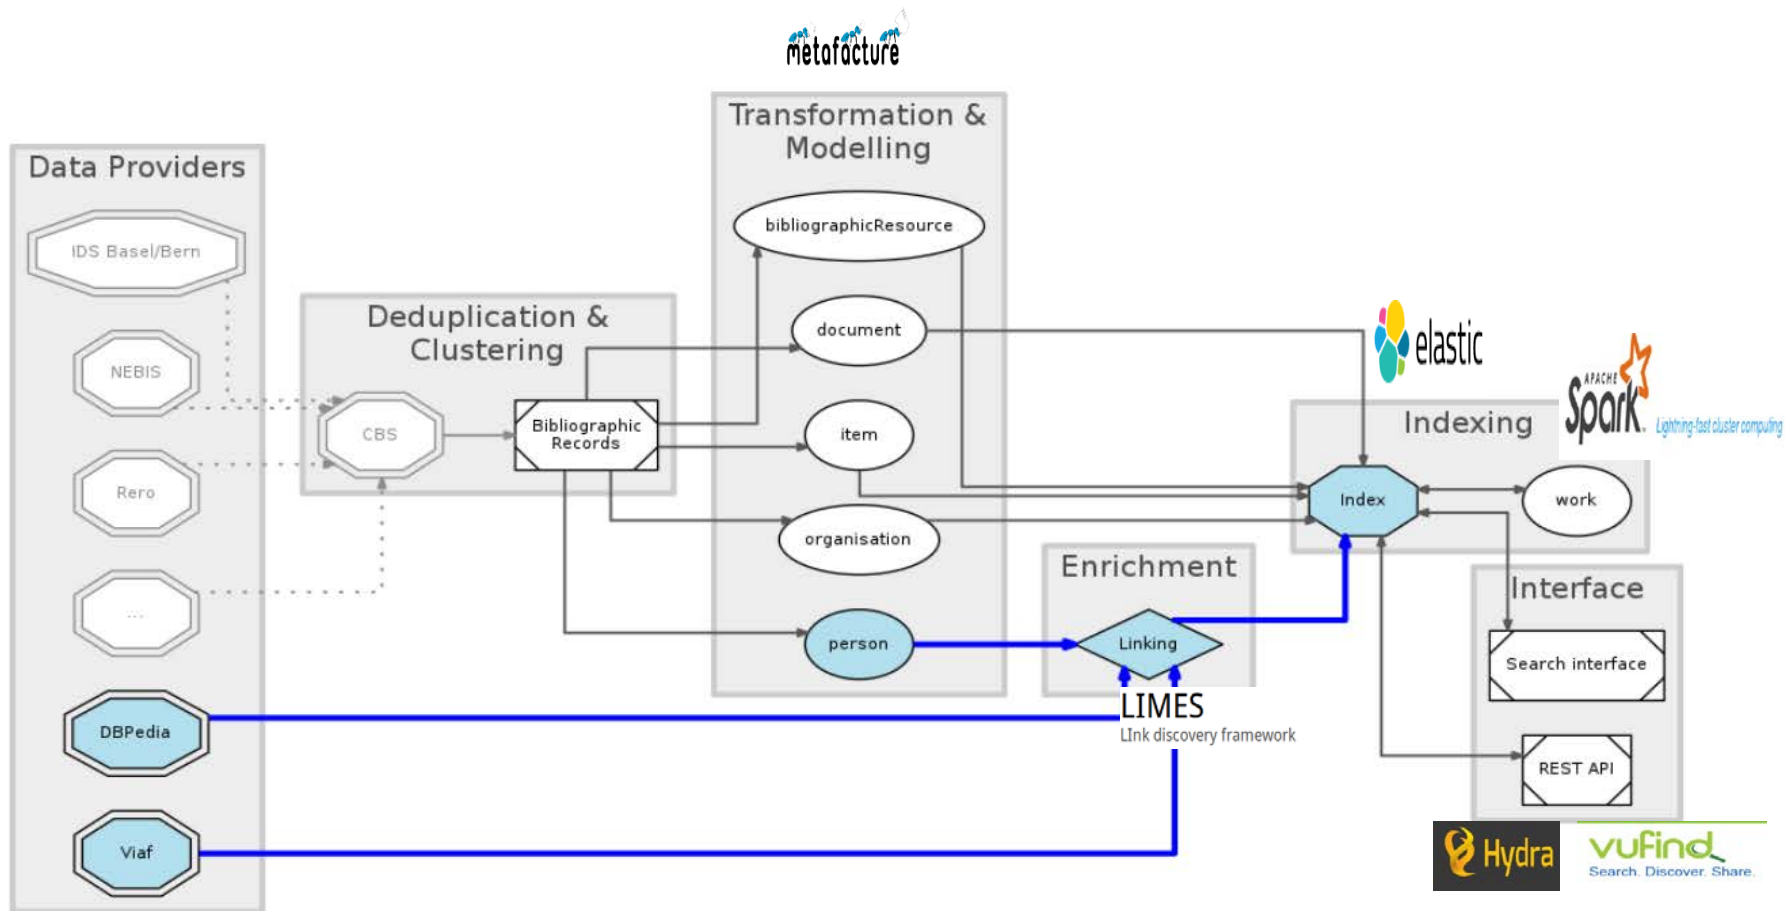 metafacture
Transformation &
Modelling
Data Providers
bibliographicResource
IDS Basel/Bern
Deduplication &
Clustering
document
elastic
NEBIS
APACHE
Spark
Lightning-fast cluster computing
Indexing
CBS
Bibliographic
Records
item
Rero
Index
work
organisation
Enrichment
Interface
...
person
Linking
Search interface
LIMES
LInk discovery framework
DBPedia
REST API
Viaf
Hydra
vufind
Search. Discover. Share.